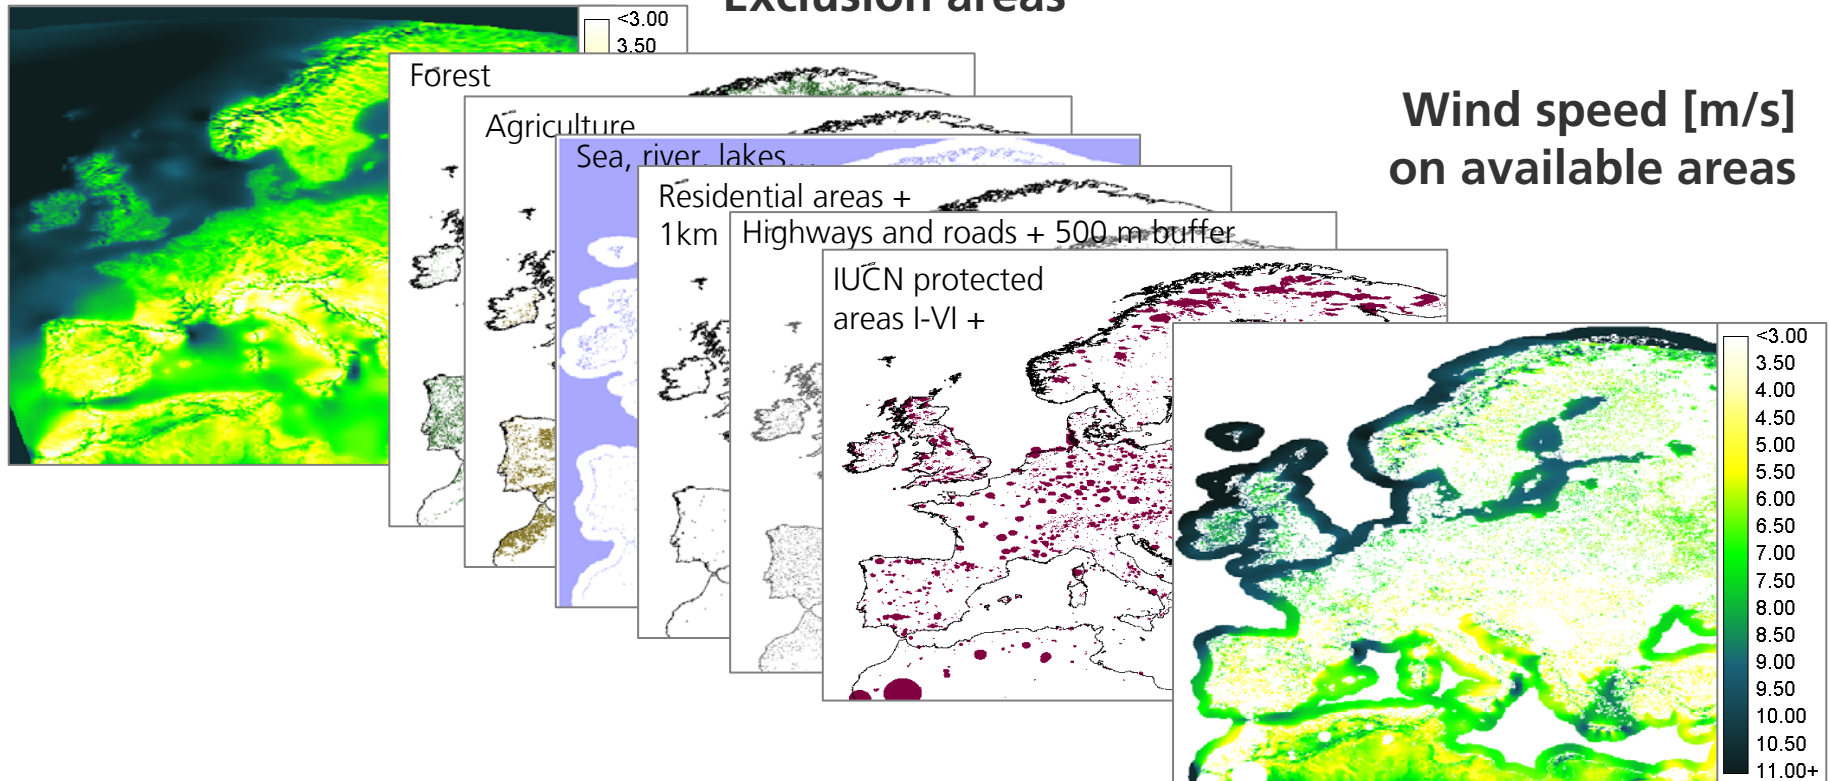 Exclusion areas
<3.00
3.50
Forest
Agriculture
Sea, river, lakes...
Residential areas +
1km
Highways and roads + 500 m buffer
IUCN protected
areas I-VI +
Wind speed [m/s]
on available areas
<3.00
3.50
4.00
4.50
5.00
5.50
6.00
6.50
7.00
7.50
8.00
8.50
9.00
9.50
10.00
10.50
11.00+